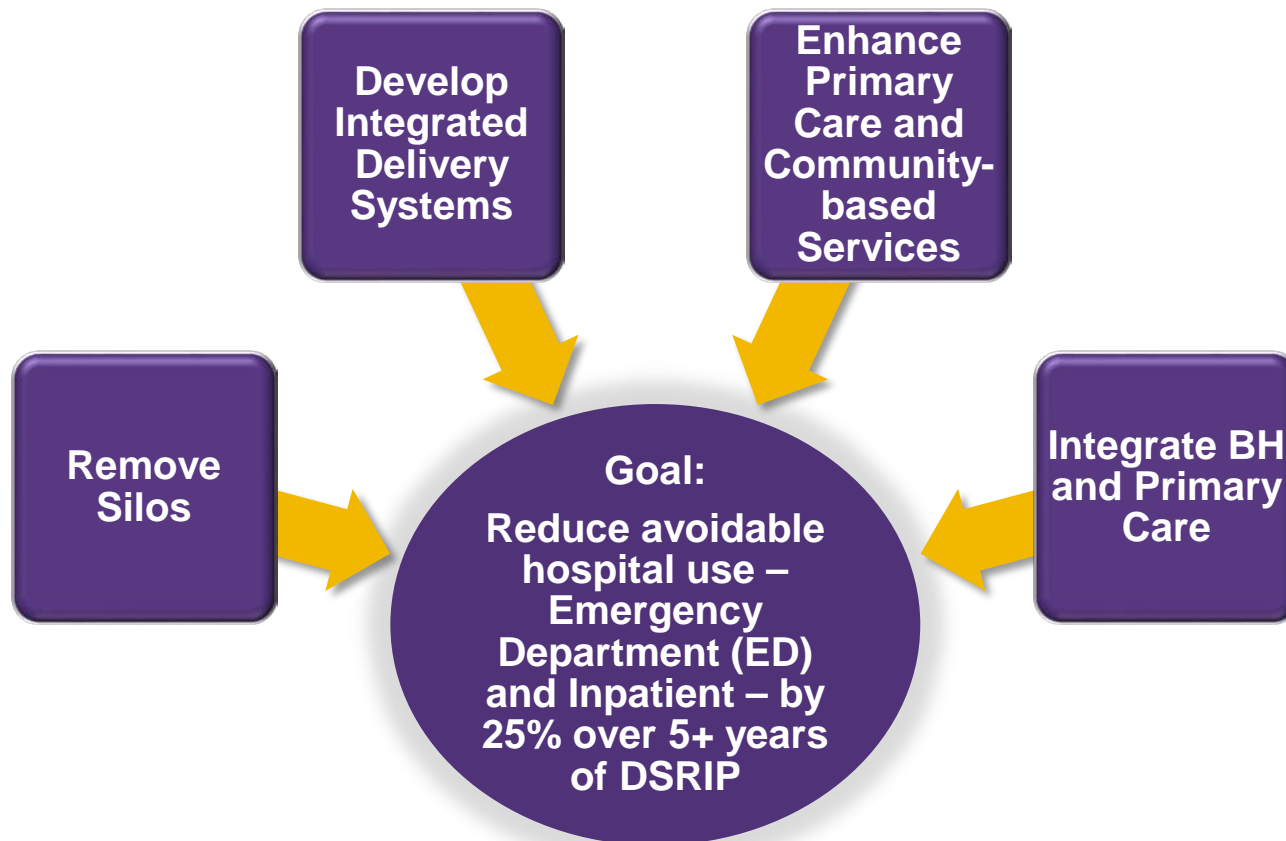 Develop
Integrated
Delivery
Systems
Enhance
Primary
Care and
Community-
based
Services
Remove
Silos
Integrate BH
and Primary
Care
Goal:
Reduce avoidable
hospital use –
Emergency
Department (ED)
and Inpatient – by
25% over 5+ years
of DSRIP